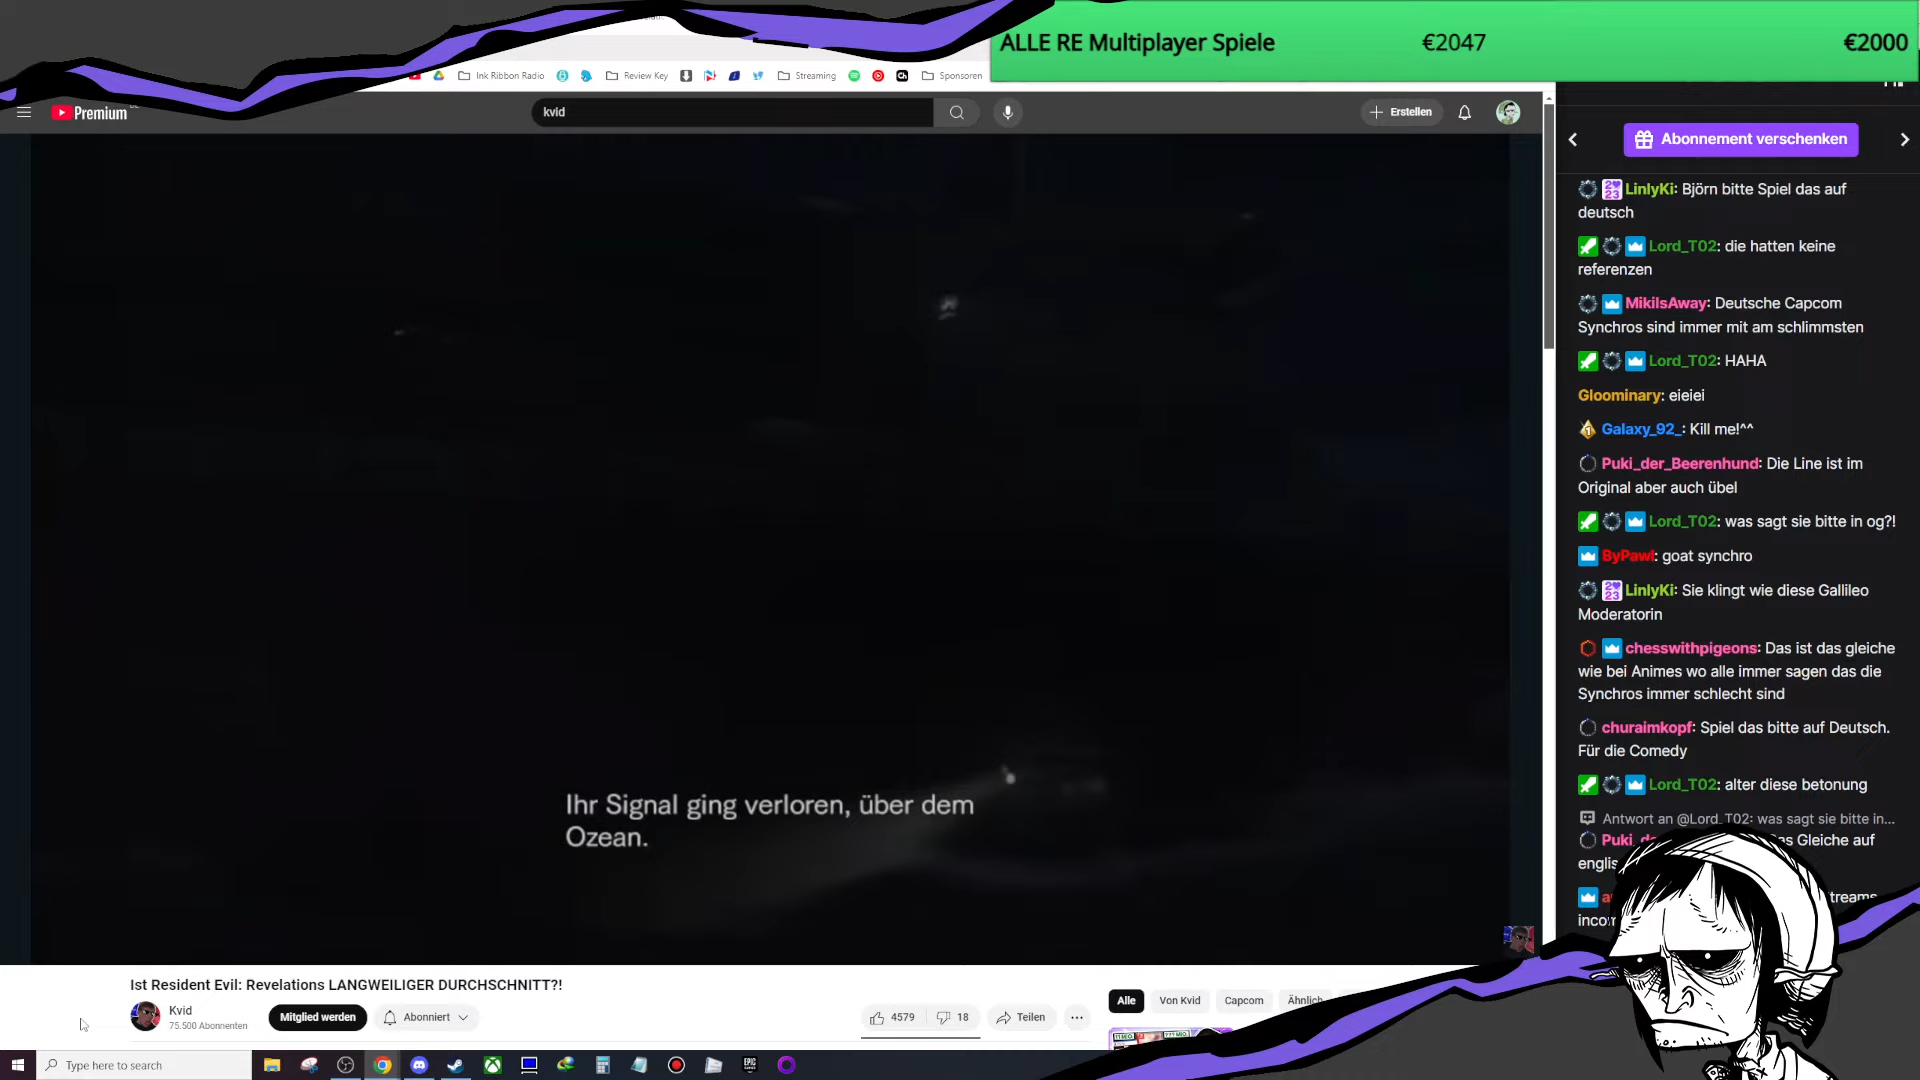 ALLE RE Multiplayer Spiele €2047 €2000
Ink Ribbon Radio Review Key Streaming Sponsoren
Premium kvid Erstellen
Abonnement verschenken
LinlyKi: Björn bitte Spiel das auf
deutsch
Lord_T02: die hatten keine
referenzen
MikiIsAway: Deutsche Capcom
Synchros sind immer mit am schlimmsten
Lord_T02: HAHA
Gloominary: eieiei
Galaxy_92_: Kill me!^^
Puki_der_Beerenhund: Die Line ist im
Original aber auch übel
Lord_T02: was sagt sie bitte in og?!
ByPawl: goat synchro
LinlyKi: Sie klingt wie diese Gallileo
Moderatorin
chesswithpigeons: Das ist das gleiche
wie bei Animes wo alle immer sagen das die
Synchros immer schlecht sind
churaimkopf: Spiel das bitte auf Deutsch.
Für die Comedy
Lord_T02: alter diese betonung
Antwort an @Lord_T02: was sagt sie bitte in...
Gleiche auf
Ihr Signal ging verloren, über dem
Ozean.
Ist Resident Evil: Revelations LANGWEILIGER DURCHSCHNITT?!
Kvid
75.500 Abonnenten
Mitglied werden Abonniert 4579 18 Teilen
Alle Von Kvid Capcom Ähnlich
Type here to search